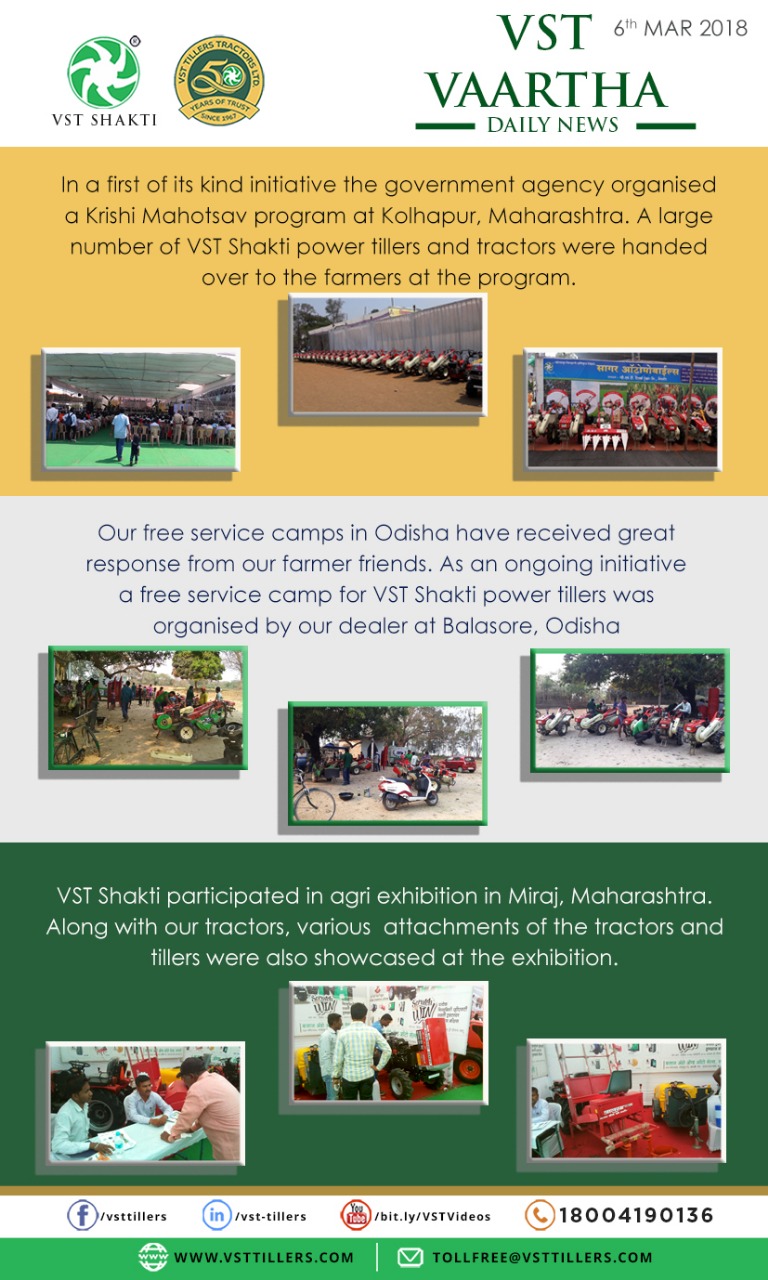 VST SHAKTI
®
VST TILLERS TRACTORS LTD.
50
YEARS OF TRUST
SINCE 1967
VST
VAARTHA
DAILY NEWS
6th MAR 2018
In a first of its kind initiative the government agency organised
a Krishi Mahotsav program at Kolhapur, Maharashtra. A large
number of VST Shakti power tillers and tractors were handed
over to the farmers at the program.
सागर ऑटोमोबाईल्स
Our free service camps in Odisha have received great
response from our farmer friends. As an ongoing initiative
a free service camp for VST Shakti power tillers was
organised by our dealer at Balasore, Odisha
VST Shakti participated in agri exhibition in Miraj, Maharashtra.
Along with our tractors, various attachments of the tractors and
tillers were also showcased at the exhibition.
/vsttillers
/vst-tillers
You
Tube
/bit.ly/VSTVideos
18004190136
WWW.VSTTILLERS.COM
TOLLFREE@VSTTILLERS.COM